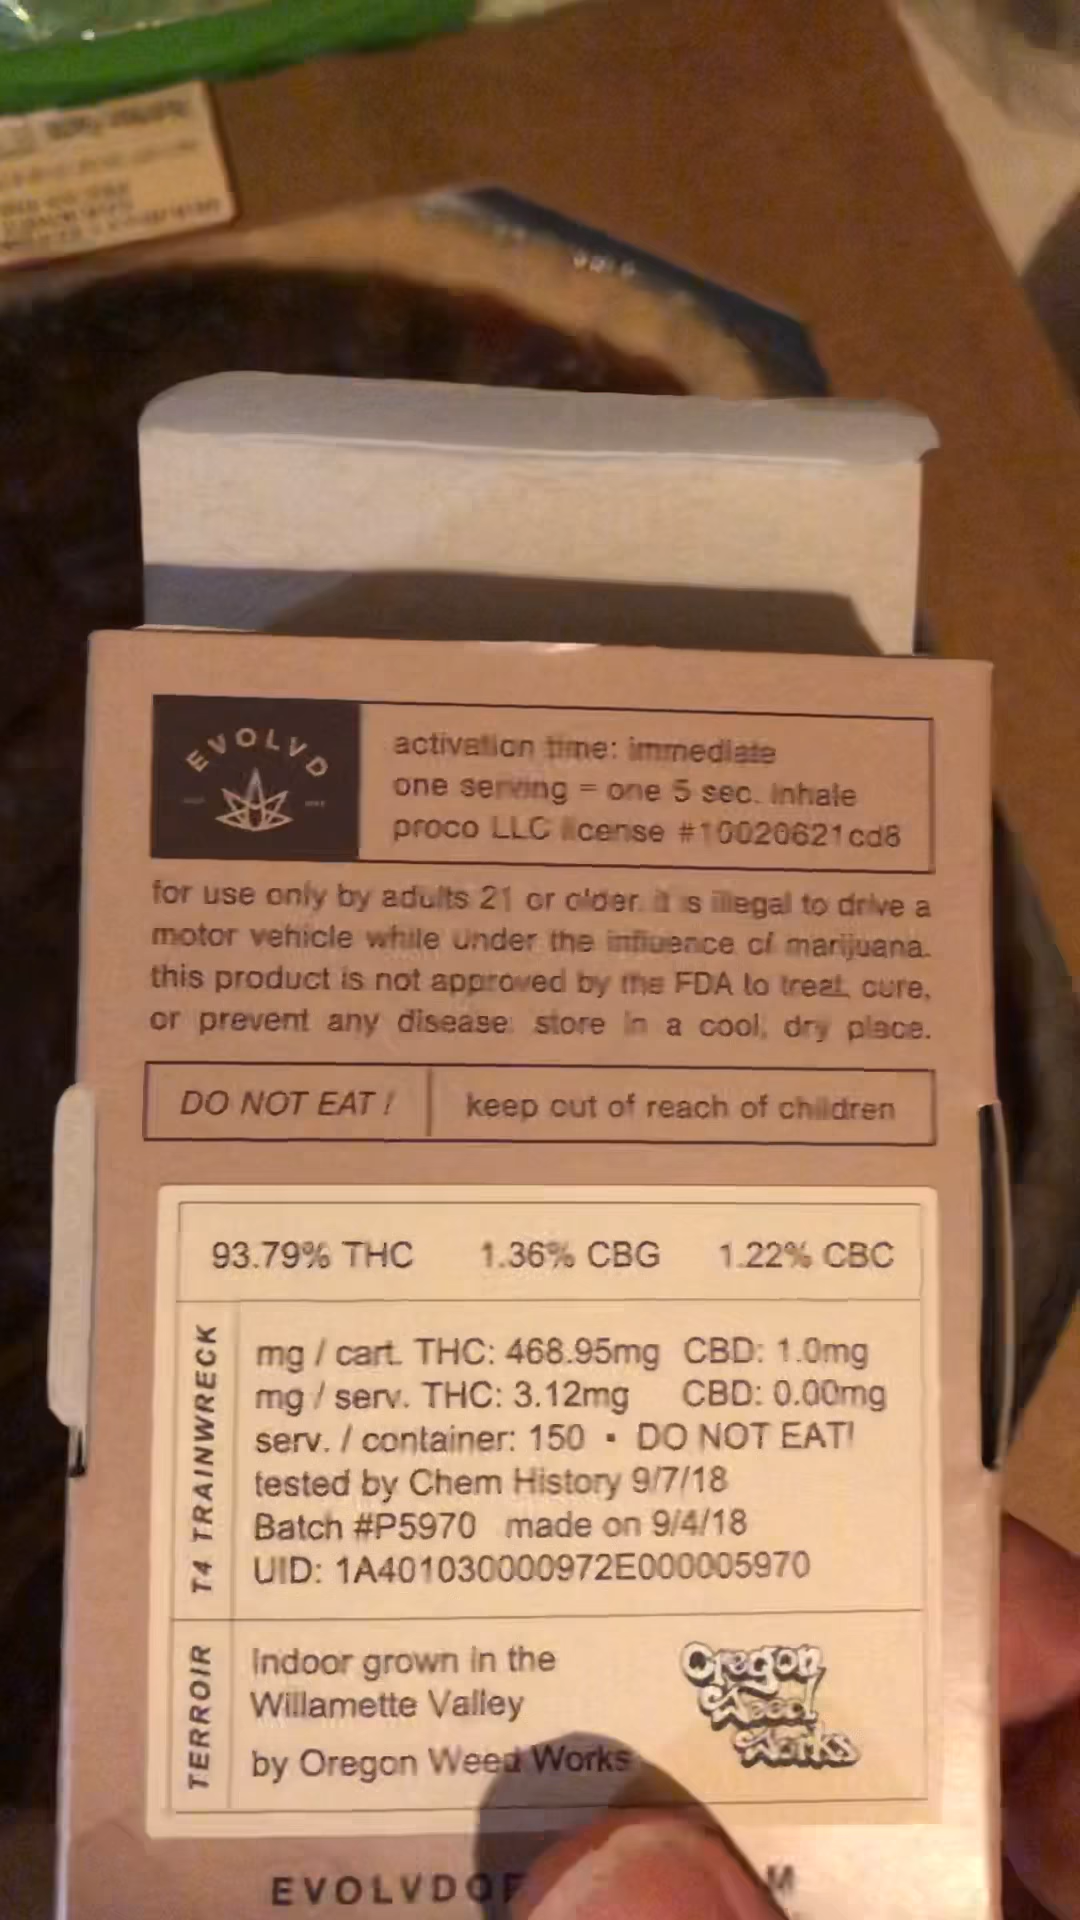 EVOLVD
activation time: immediate
one serving = one 5 sec. inhale
proco LLC license #10020621cd8
for use only by adults 21 or older. it is illegal to drive a
motor vehicle while under the influence of marijuana.
this product is not approved by the FDA to treat, cure,
or prevent any disease. store in a cool, dry place.
DO NOT EAT!
keep out of reach of children
93.79% THC 1.36% CBG 1.22% CBC
T4 TRAINWRECK
mg / cart. THC: 468.95mg CBD: 1.0mg
mg / serv. THC: 3.12mg CBD: 0.00mg
serv. / container: 150 • DO NOT EAT!
tested by Chem History 9/7/18
Batch #P5970 made on 9/4/18
UID: 1A401030000972E000005970
TERROIR
Indoor grown in the
Willamette Valley
by Oregon Weed Works
Oregon
Weed
Works